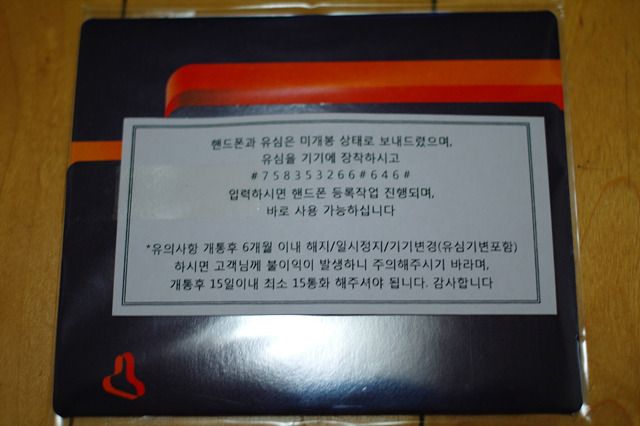 핸드폰과 유심은 미개봉 상태로 보내드렸으며,
유심을 기기에 장착하시고
#758353266#646#
입력하시면 핸드폰 등록작업 진행되며,
바로 사용 가능하십니다
*유의사항 개통후 6개월 이내 해지/일시정지/기기변경(유심기변포함)
하시면 고객님께 불이익이 발생하니 주의해주시기 바라며,
개통후 15일이내 최소 15통화 해주셔야 됩니다. 감사합니다